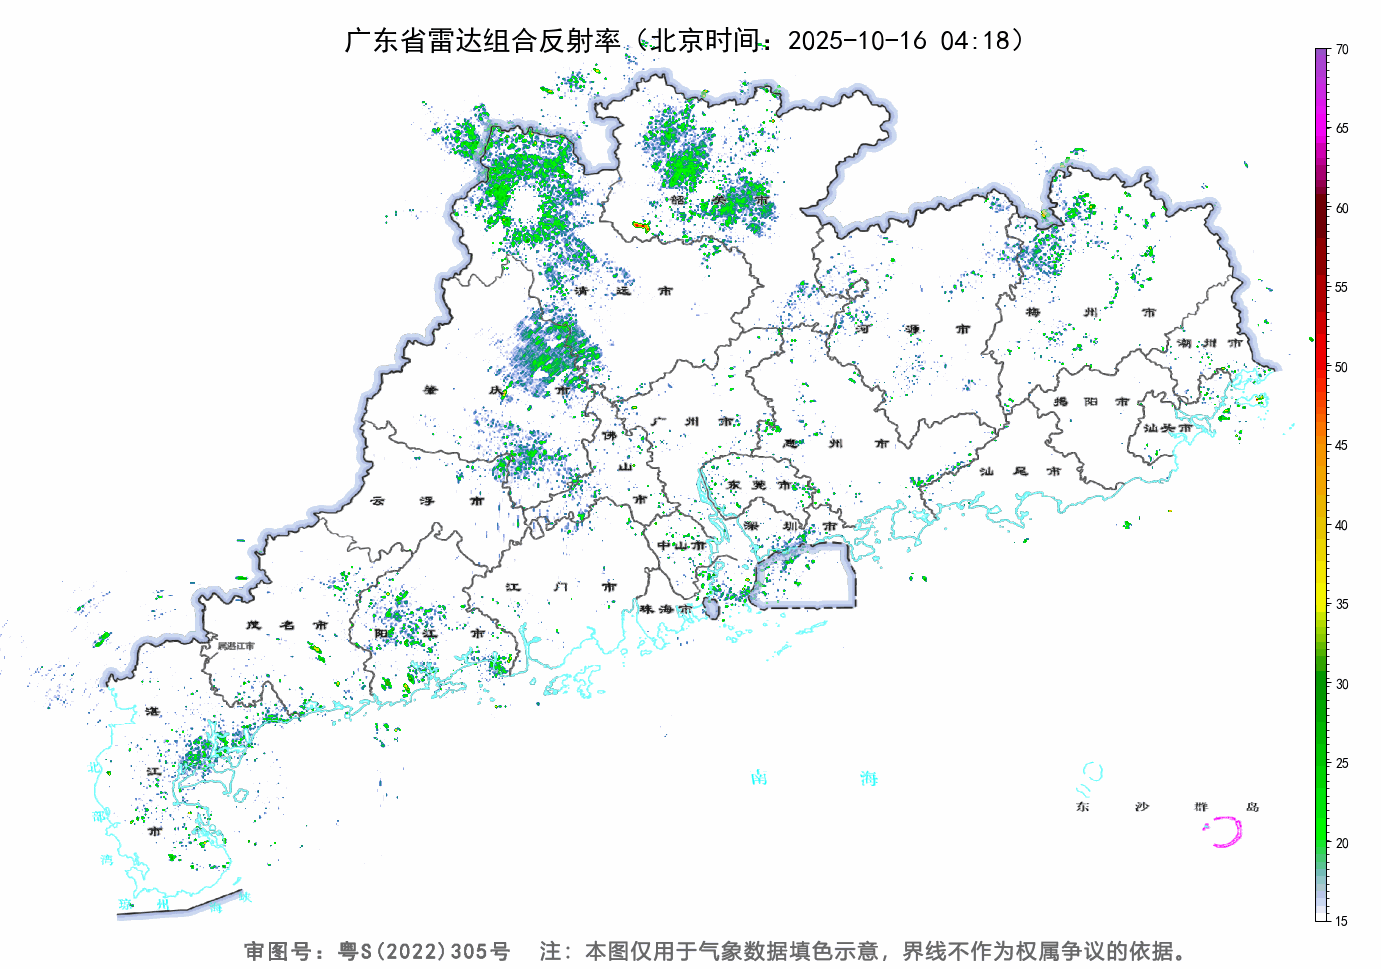 广东省雷达组合反射率（北京时间：2025-10-16 04:18）
70
65
60
55
50
45
40
35
30
25
20
15
韶 关 市
清 远 市
梅 州 市
河 源 市
潮 州 市
肇 庆 市
揭 阳 市
广 州 市
汕头市
佛 山 市
惠 州 市
汕 尾 市
云 浮 市
东 莞 市
深 圳 市
中山市
江 门 市
珠海市
茂 名 市
阳 江 市
属湛江市
湛 江 市
北 部 湾
南 海
东 沙 群 岛
琼 州 海 峡
审图号：粤S(2022)305号 注：本图仅用于气象数据填色示意，界线不作为权属争议的依据。